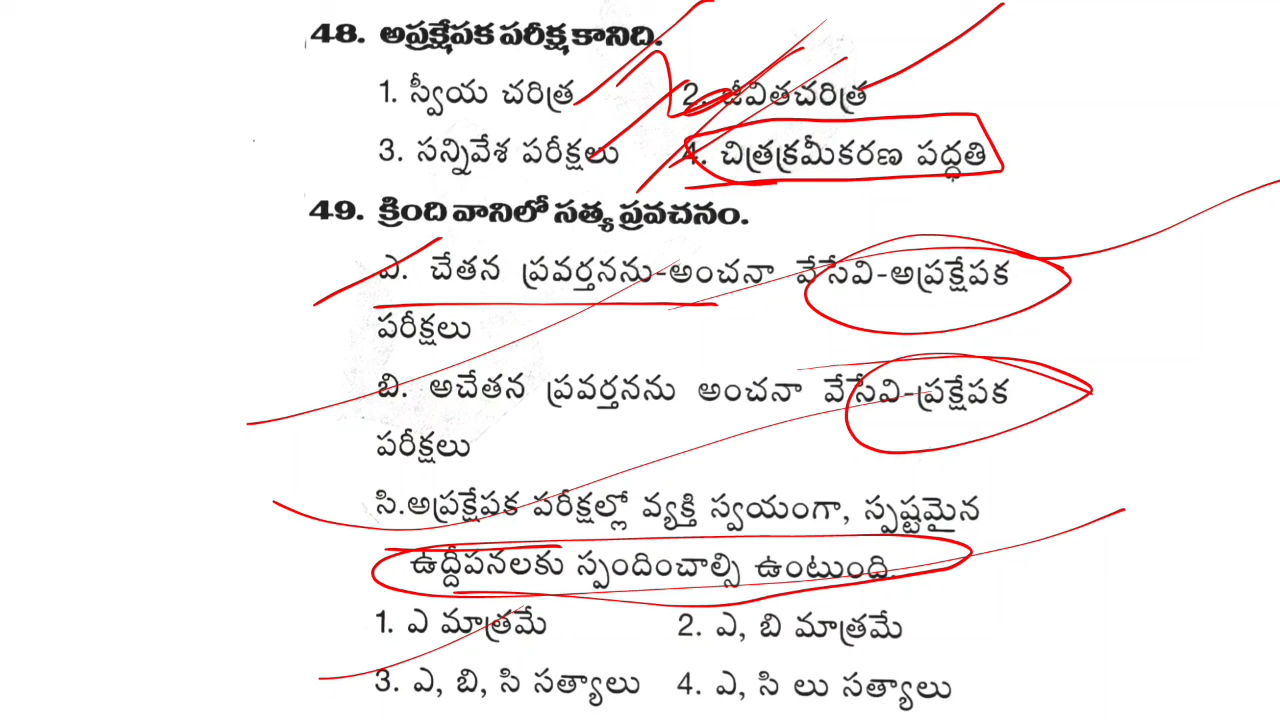 48. అప్రక్షేపక పరీక్ష కానిది.
1. స్వీయ చరిత్ర 2. జీవితచరిత్ర
3. సన్నివేశ పరీక్షలు 4. చిత్రక్రమీకరణ పద్ధతి
49. క్రింది వానిలో సత్య ప్రవచనం.
ఎ. చేతన ప్రవర్తనను-అంచనా వేసేవి-అప్రక్షేపక
పరీక్షలు
బి. అచేతన ప్రవర్తనను అంచనా వేసేవి-ప్రక్షేపక
పరీక్షలు
సి.అప్రక్షేపక పరీక్షల్లో వ్యక్తి స్వయంగా, స్పష్టమైన
ఉద్దీపనలకు స్పందించాల్సి ఉంటుంది.
1. ఎ మాత్రమే 2. ఎ, బి మాత్రమే
3. ఎ, బి, సి సత్యాలు 4. ఎ, సి లు సత్యాలు